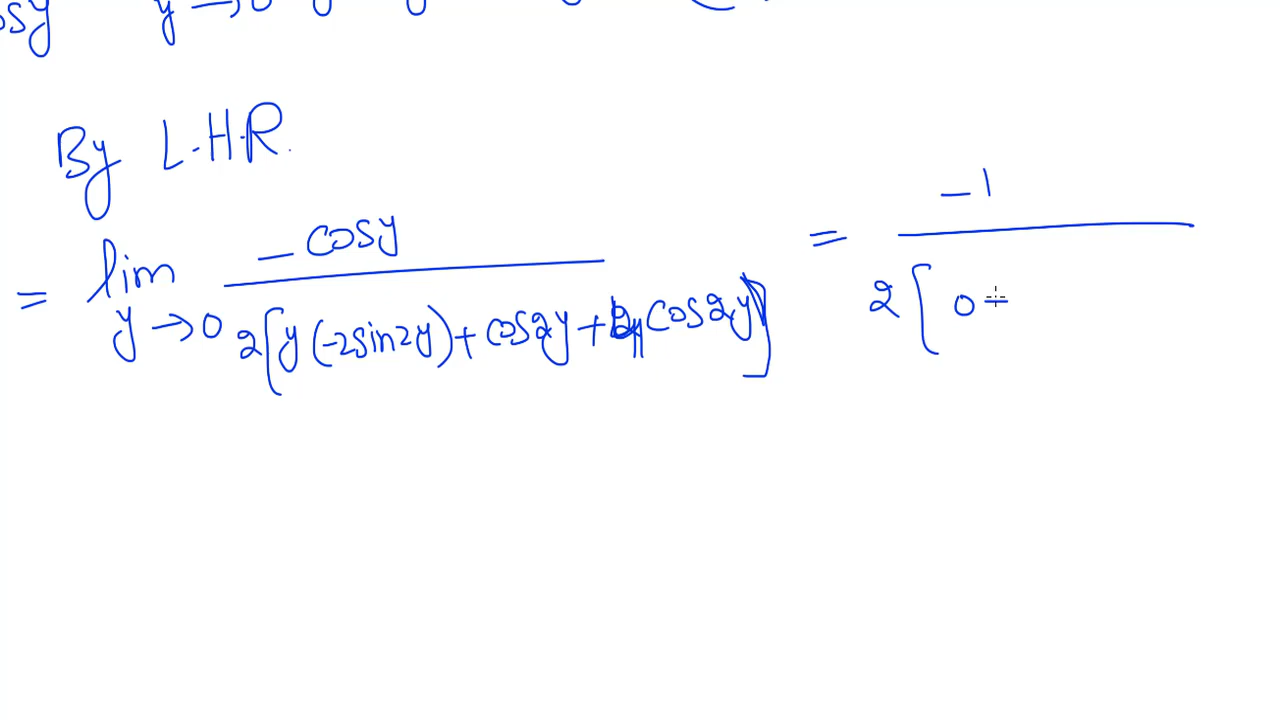 By L.H.R.
= lim y→0 -cosy / 2[y(-2sin2y)+cos2y+ cos2y] = -1 / 2[0+